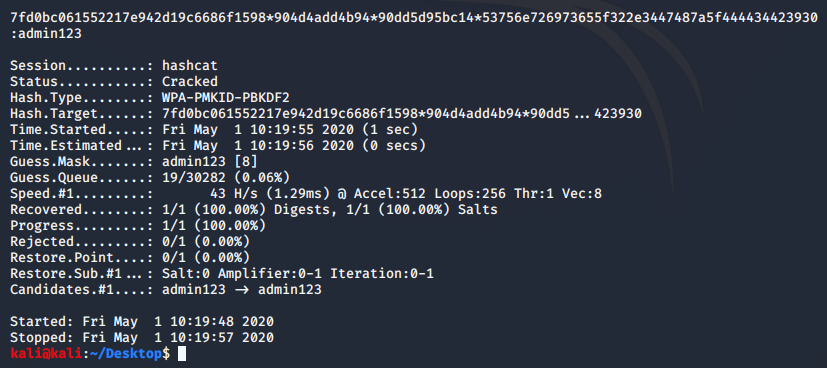 7fd0bc061552217e942d19c6686f1598*904d4add4b94*90dd5d95bc14*53756e726973655f322e3447487a5f444434423930
:admin123
Session..........: hashcat
Status...........: Cracked
Hash.Type........: WPA-PMKID-PBKDF2
Hash.Target......: 7fd0bc061552217e942d19c6686f1598*904d4add4b94*90dd5...423930
Time.Started.....: Fri May  1 10:19:55 2020 (1 sec)
Time.Estimated...: Fri May  1 10:19:56 2020 (0 secs)
Guess.Mask.......: admin123 [8]
Guess.Queue......: 19/30282 (0.06%)
Speed.#1.........:       43 H/s (1.29ms) @ Accel:512 Loops:256 Thr:1 Vec:8
Recovered........: 1/1 (100.00%) Digests, 1/1 (100.00%) Salts
Progress.........: 1/1 (100.00%)
Rejected.........: 0/1 (0.00%)
Restore.Point....: 0/1 (0.00%)
Restore.Sub.#1...: Salt:0 Amplifier:0-1 Iteration:0-1
Candidates.#1....: admin123 -> admin123
Started: Fri May  1 10:19:48 2020
Stopped: Fri May  1 10:19:57 2020
kali@kali:~/Desktop$